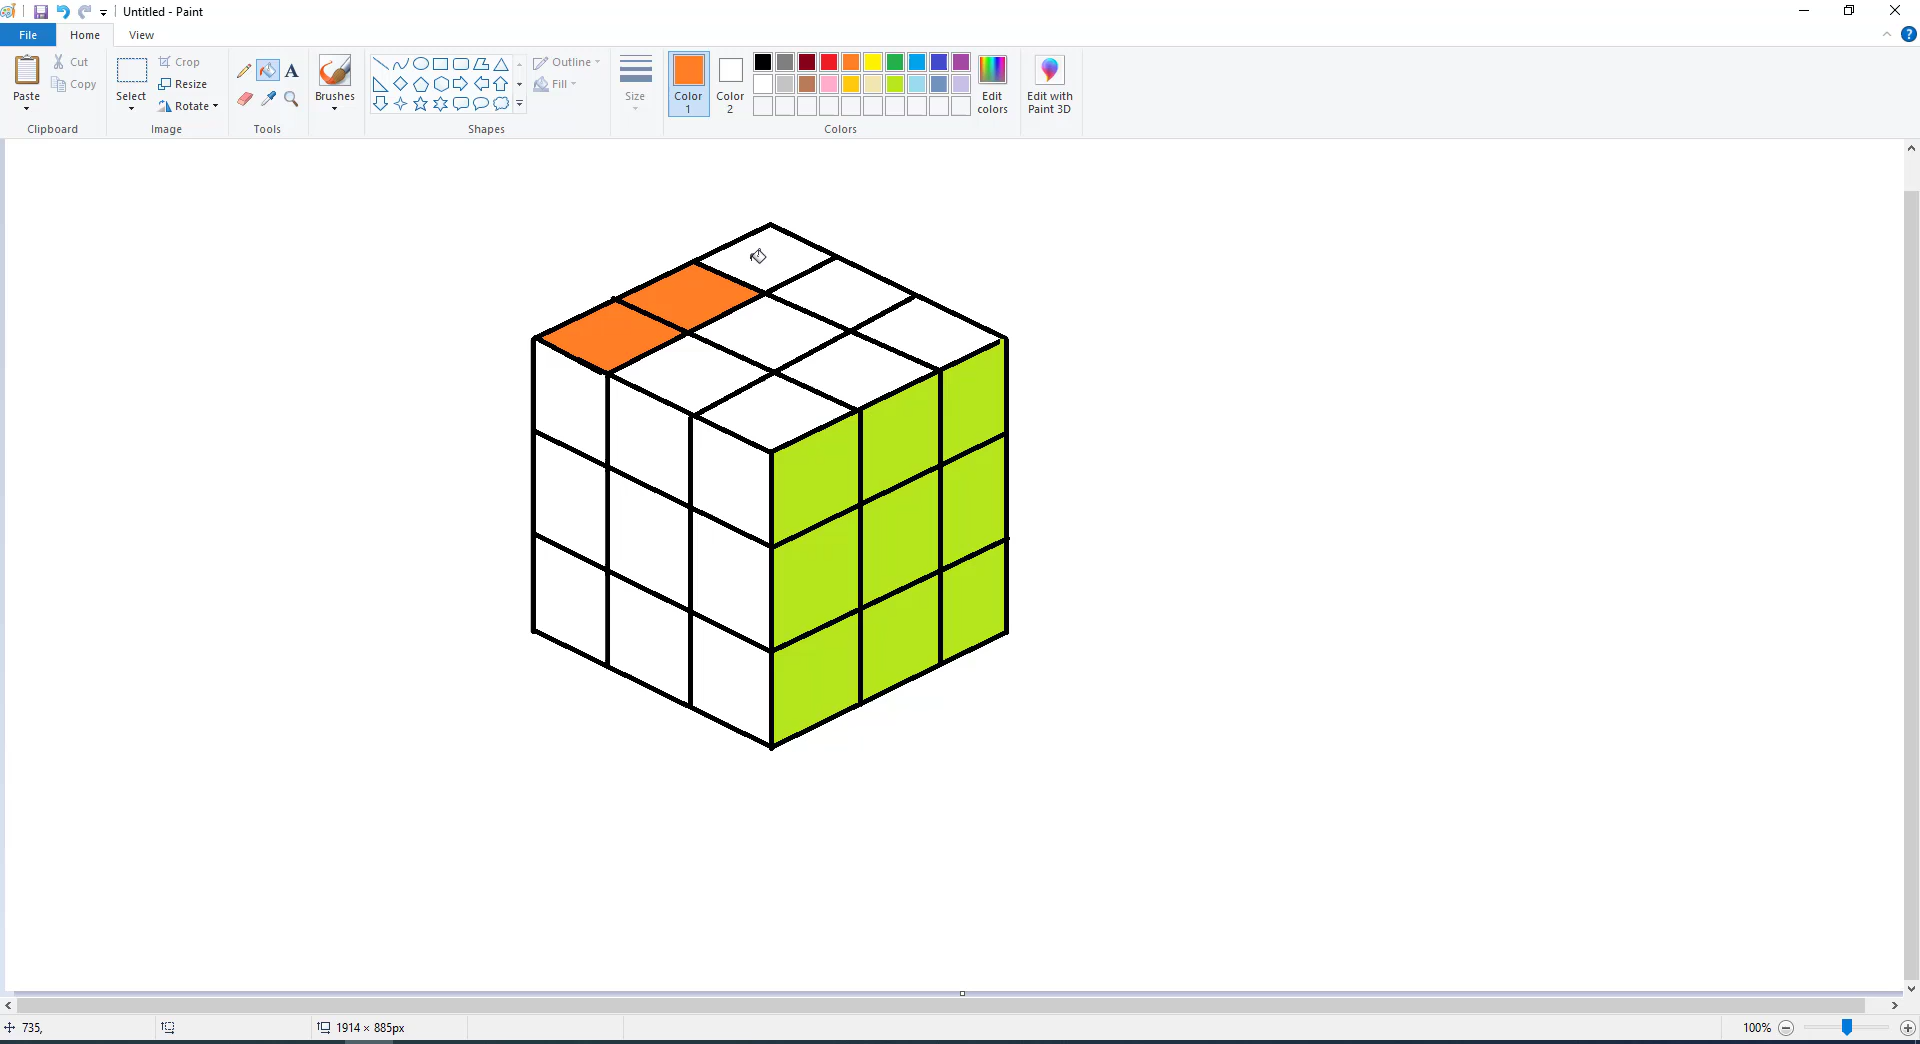 Untitled - Paint
File Home View
Paste
Cut
Copy
Clipboard
Select
Crop
Resize
Rotate
Image
A
Tools
Brushes
Shapes
Outline
Fill
Size
Color 1
Color 2
Colors
Edit colors
Edit with Paint 3D
?
735,
1914 × 885px
100%